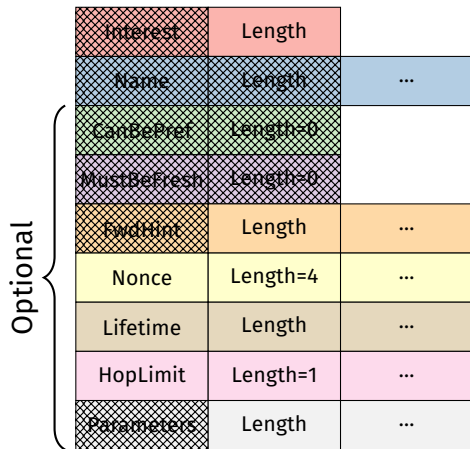 Interest Length
Name Length ...
CanBePref Length=0
MustBeFresh Length=0
FwdHint Length ...
Nonce Length=4 ...
Lifetime Length ...
HopLimit Length=1 ...
Parameters Length ...
Optional